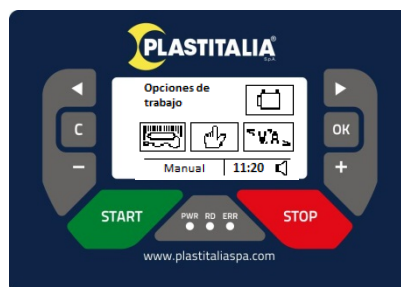 PLASTITALIA
SpA
Opciones de
trabajo
C
OK
"V,"A
Manual
11:20
−
+
START
PWR RD ERR
STOP
www.plastitaliaspa.com